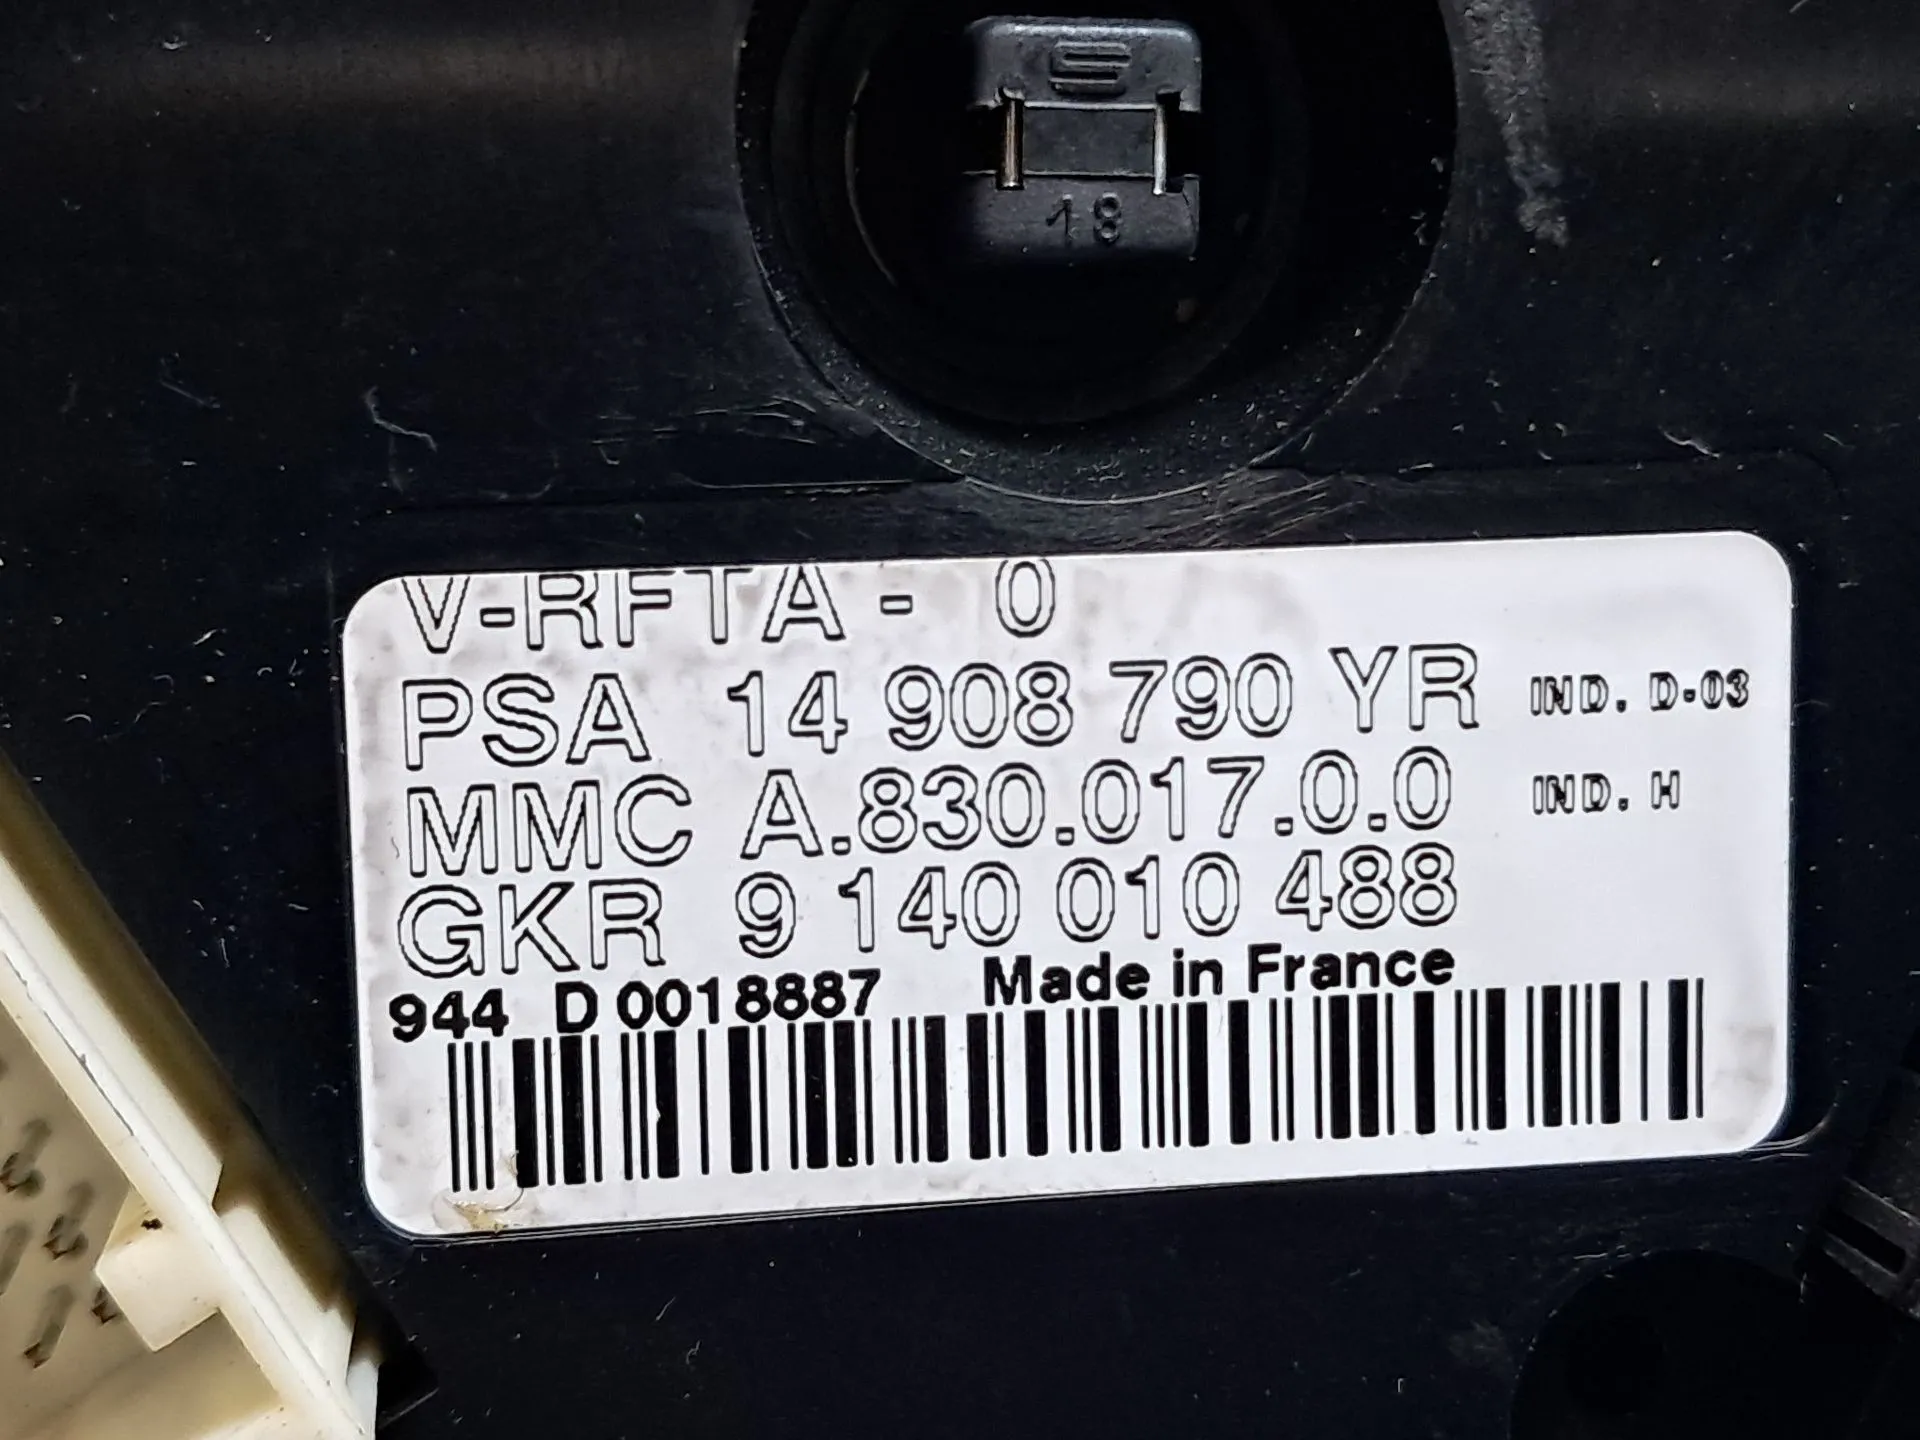 18
V-RFTA - 0
PSA 14 908 790 YR IND. D-03
MMC A.830.017.0.0 IND. H
GKR 9 140 010 488
944 D 0018887 Made in France